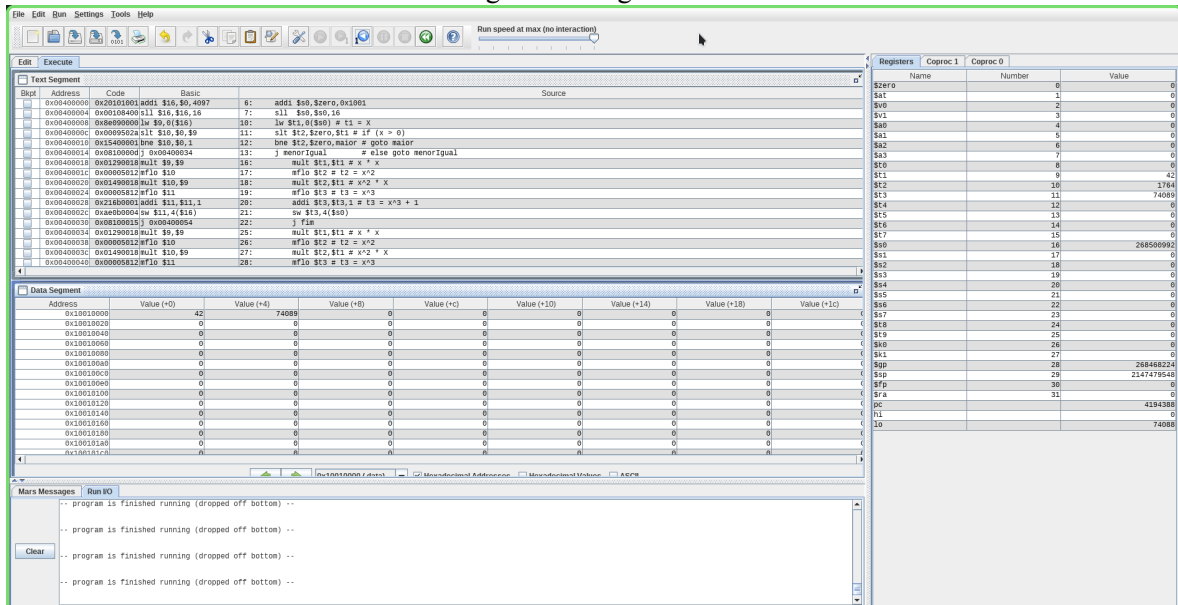 File Edit Run Settings Tools Help
Run speed at max (no interaction)
Edit Execute
Text Segment
Bkpt Address Code Basic Source
0x00400000 0x20101001 addi $16,$0,4097 6: addi $s0,$zero,0x1001
0x00400004 0x00108400 sll $16,$16,16 7: sll $s0,$s0,16
0x00400008 0x8e090000 lw $9,0($16) 10: lw $t1,0($s0) # t1 = X
0x0040000c 0x0009502a slt $10,$0,$9 11: slt $t2,$zero,$t1 # if (x > 0)
0x00400010 0x15400001 bne $10,$0,1 12: bne $t2,$zero,maior # goto maior
0x00400014 0x0810000d j 0x00400034 13: j menorIgual # else goto menorIgual
0x00400018 0x01290018 mult $9,$9 16: mult $t1,$t1 # x * X
0x0040001c 0x00005012 mflo $10 17: mflo $t2 # t2 = x^2
0x00400020 0x01490018 mult $10,$9 18: mult $t2,$t1 # x^2 * X
0x00400024 0x00005812 mflo $11 19: mflo $t3 # t3 = x^3
0x00400028 0x216b0001 addi $11,$11,1 20: addi $t3,$t3,1 # t3 = x^3 + 1
0x0040002c 0xae0b0004 sw $11,4($16) 21: sw $t3,4($s0)
0x00400030 0x08100015 j 0x00400054 22: j fim
0x00400034 0x01290018 mult $9,$9 25: mult $t1,$t1 # x * X
0x00400038 0x00005012 mflo $10 26: mflo $t2 # t2 = x^2
0x0040003c 0x01490018 mult $10,$9 27: mult $t2,$t1 # x^2 * X
0x00400040 0x00005812 mflo $11 28: mflo $t3 # t3 = x^3
Data Segment
Address Value (+0) Value (+4) Value (+8) Value (+c) Value (+10) Value (+14) Value (+18) Value (+1c)
0x10010000 42 74089 0 0 0 0 0 0
0x10010020 0 0 0 0 0 0 0 0
0x10010040 0 0 0 0 0 0 0 0
0x10010060 0 0 0 0 0 0 0 0
0x10010080 0 0 0 0 0 0 0 0
0x100100a0 0 0 0 0 0 0 0 0
0x100100c0 0 0 0 0 0 0 0 0
0x100100e0 0 0 0 0 0 0 0 0
0x10010100 0 0 0 0 0 0 0 0
0x10010120 0 0 0 0 0 0 0 0
0x10010140 0 0 0 0 0 0 0 0
0x10010160 0 0 0 0 0 0 0 0
0x10010180 0 0 0 0 0 0 0 0
0x100101a0 0 0 0 0 0 0 0 0
0x100101c0 0 0 0 0 0 0 0 0
0x10010000 (.data) Hexadecimal Addresses Hexadecimal Values ASCII
Mars Messages Run I/O
-- program is finished running (dropped off bottom) --
-- program is finished running (dropped off bottom) --
Clear
-- program is finished running (dropped off bottom) --
-- program is finished running (dropped off bottom) --
Registers Coproc 1 Coproc 0
Name Number Value
$zero 0 0
$at 1 0
$v0 2 0
$v1 3 0
$a0 4 0
$a1 5 0
$a2 6 0
$a3 7 0
$t0 8 0
$t1 9 42
$t2 10 1764
$t3 11 74089
$t4 12 0
$t5 13 0
$t6 14 0
$t7 15 0
$s0 16 268500992
$s1 17 0
$s2 18 0
$s3 19 0
$s4 20 0
$s5 21 0
$s6 22 0
$s7 23 0
$t8 24 0
$t9 25 0
$k0 26 0
$k1 27 0
$gp 28 268468224
$sp 29 2147479548
$fp 30 0
$ra 31 0
pc 4194388
hi 0
lo 74088